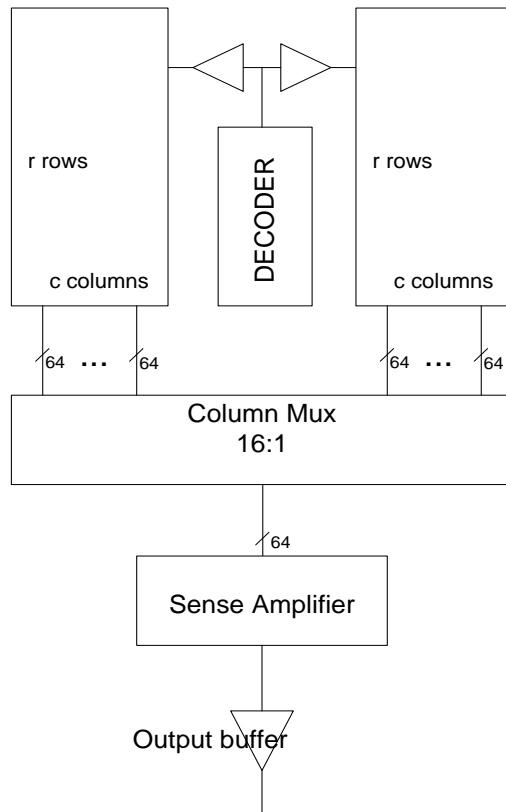 r rows
DECODER
r rows
c columns
c columns
64 ... 64
64 ... 64
Column Mux
16:1
64
Sense Amplifier
Output buffer